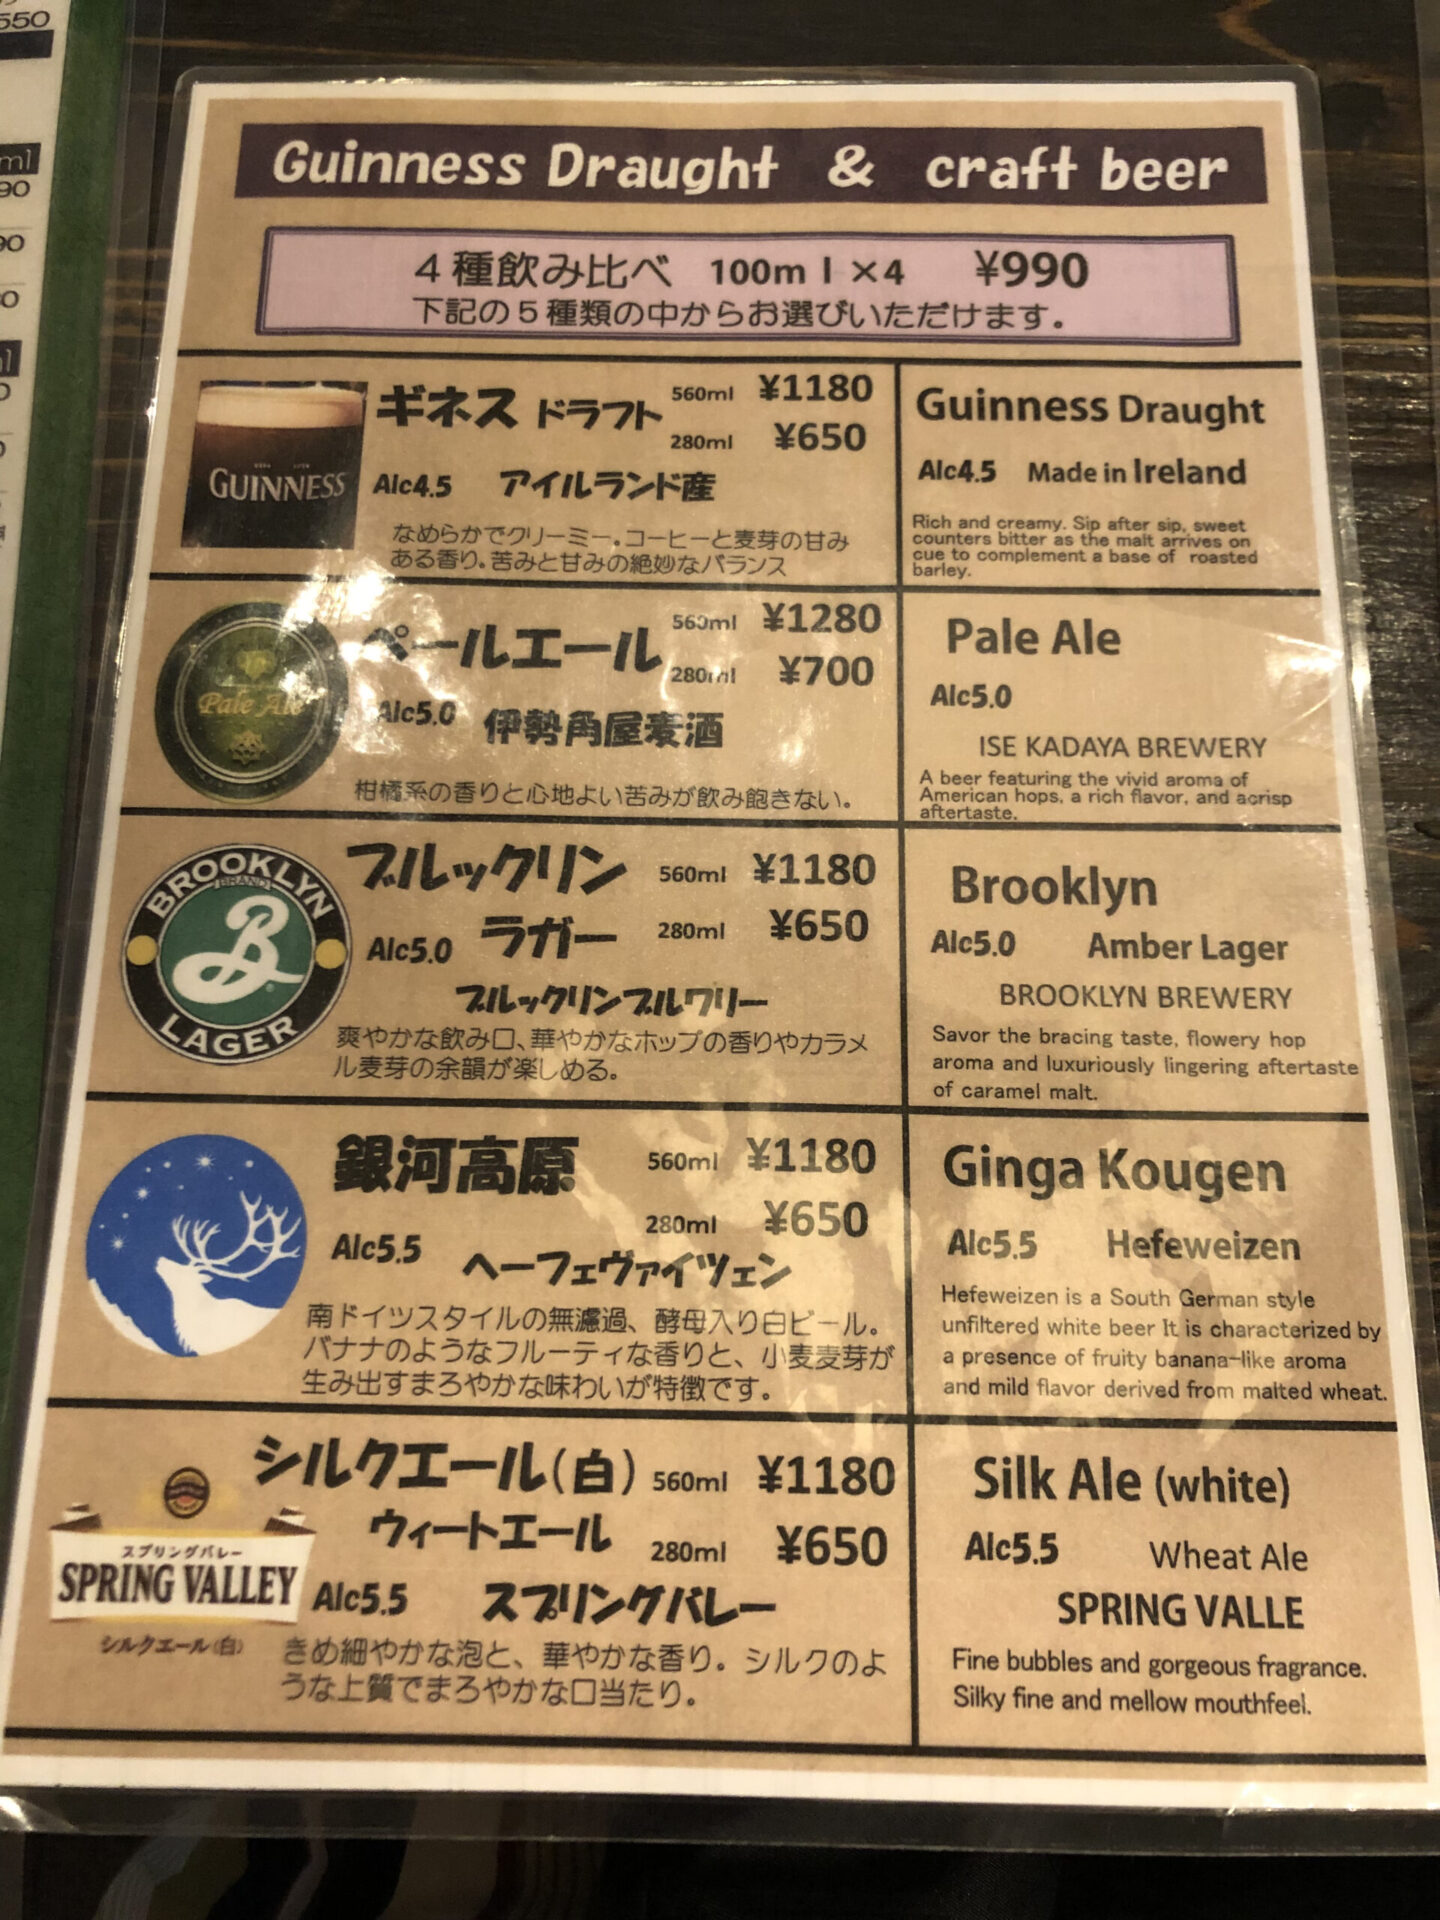 550
ml
90
90
Guinness Draught & craft beer
4種飲み比べ 100ml×4 ¥990
下記の5種類の中からお選びいただけます。
GUINNESS
ギネス ドラフト 560ml ¥1180
280ml ¥650
Alc4.5 アイルランド産
なめらかでクリーミー。コーヒーと麦芽の甘み
ある香り。苦みと甘みの絶妙なバランス
Guinness Draught
Alc4.5 Made in Ireland
Rich and creamy. Sip after sip, sweet
counters bitter as the malt arrives on
cue to complement a base of roasted
barley.
Pale Ale
ペールエール 560ml ¥1280
280ml ¥700
Alc5.0 伊勢角屋麦酒
柑橘系の香りと心地よい苦みが飲み飽きない。
Pale Ale
Alc5.0
ISE KADAYA BREWERY
A beer featuring the vivid aroma of
American hops, a rich flavor, and acrisp
aftertaste.
BROOKLYN
BRAND
B
LAGER
ブルックリン 560ml ¥1180
Alc5.0 ラガー 280ml ¥650
ブルックリンブルワリー
爽やかな飲み口、華やかなホップの香りやカラメ
ル麦芽の余韻が楽しめる。
Brooklyn
Alc5.0 Amber Lager
BROOKLYN BREWERY
Savor the bracing taste, flowery hop
aroma and luxuriously lingering aftertaste
of caramel malt.
銀河高原 560ml ¥1180
280ml ¥650
Alc5.5 ヘーフェヴァイツェン
南ドイツスタイルの無濾過、酵母入り白ビール。
バナナのようなフルーティな香りと、小麦麦芽が
生み出すまろやかな味わいが特徴です。
Ginga Kougen
Alc5.5 Hefeweizen
Hefeweizen is a South German style
unfiltered white beer It is characterized by
a presence of fruity banana-like aroma
and mild flavor derived from malted wheat.
スプリングバレー
SPRING VALLEY
シルクエール(白)
シルクエール(白) 560ml ¥1180
ウィートエール 280ml ¥650
Alc5.5 スプリングバレー
きめ細やかな泡と、華やかな香り。シルクのよ
うな上質でまろやかな口当たり。
Silk Ale (white)
Alc5.5 Wheat Ale
SPRING VALLE
Fine bubbles and gorgeous fragrance.
Silky fine and mellow mouthfeel.